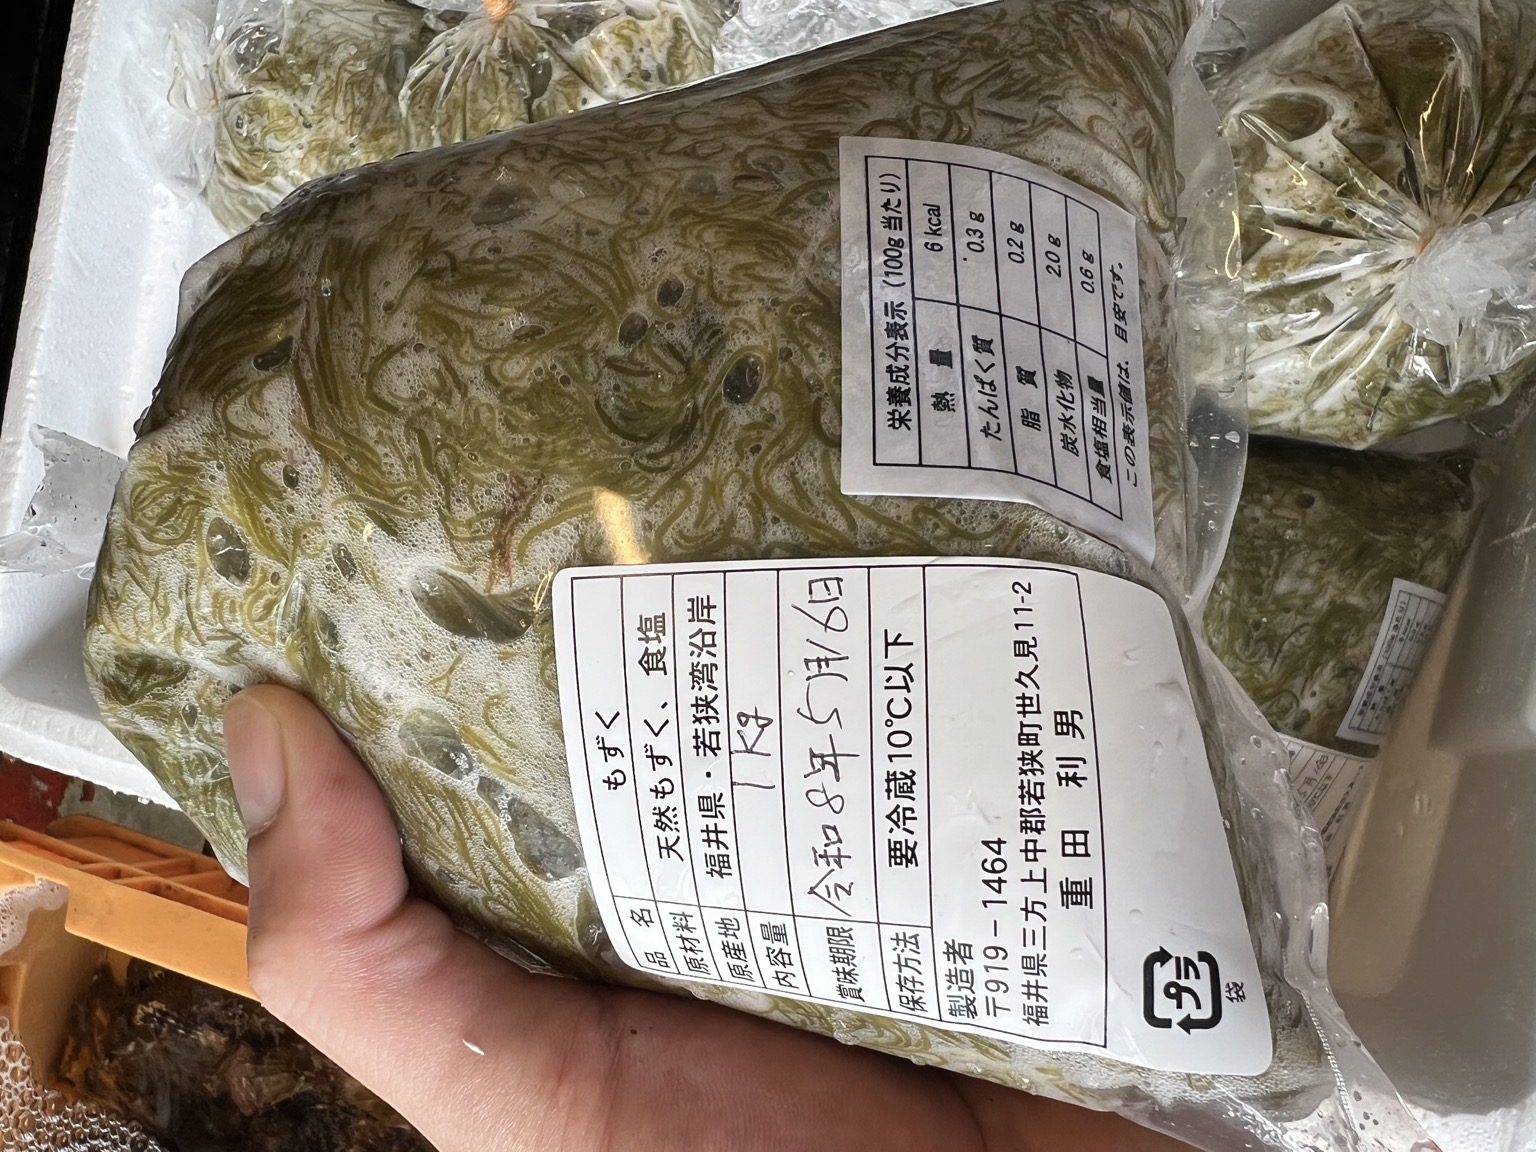 栄養成分表示（100g当たり）
熱量 6 kcal
たんぱく質 0.3 g
脂質 0.2 g
炭水化物 2.0 g
食塩相当量 0.6 g
この表示値は、目安です。
品名 もずく
原材料 天然もずく、食塩
原産地 福井県・若狭湾沿岸
内容量 1kg
賞味期限 令和8年5月16日
保存方法 要冷蔵10℃以下
製造者
〒919－1464
福井県三方上中郡若狭町世久見11-2
重田利男
プラ
袋